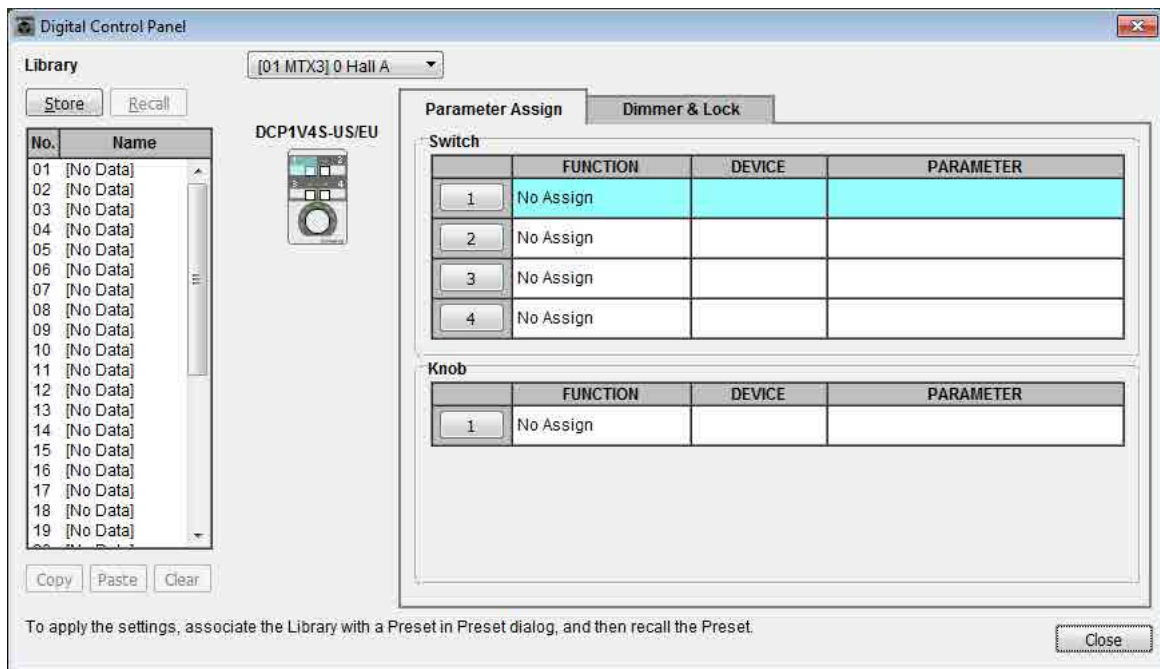 Digital Control Panel
Library
[01 MTX3] 0 Hall A
Store Recall
No. Name
01 [No Data]
02 [No Data]
03 [No Data]
04 [No Data]
05 [No Data]
06 [No Data]
07 [No Data]
08 [No Data]
09 [No Data]
10 [No Data]
11 [No Data]
12 [No Data]
13 [No Data]
14 [No Data]
15 [No Data]
16 [No Data]
17 [No Data]
18 [No Data]
19 [No Data]
Copy Paste Clear
DCP1V4S-US/EU
1 2
3 4
Parameter Assign Dimmer & Lock
Switch
FUNCTION DEVICE PARAMETER
1 No Assign
2 No Assign
3 No Assign
4 No Assign
Knob
FUNCTION DEVICE PARAMETER
1 No Assign
To apply the settings, associate the Library with a Preset in Preset dialog, and then recall the Preset.
Close